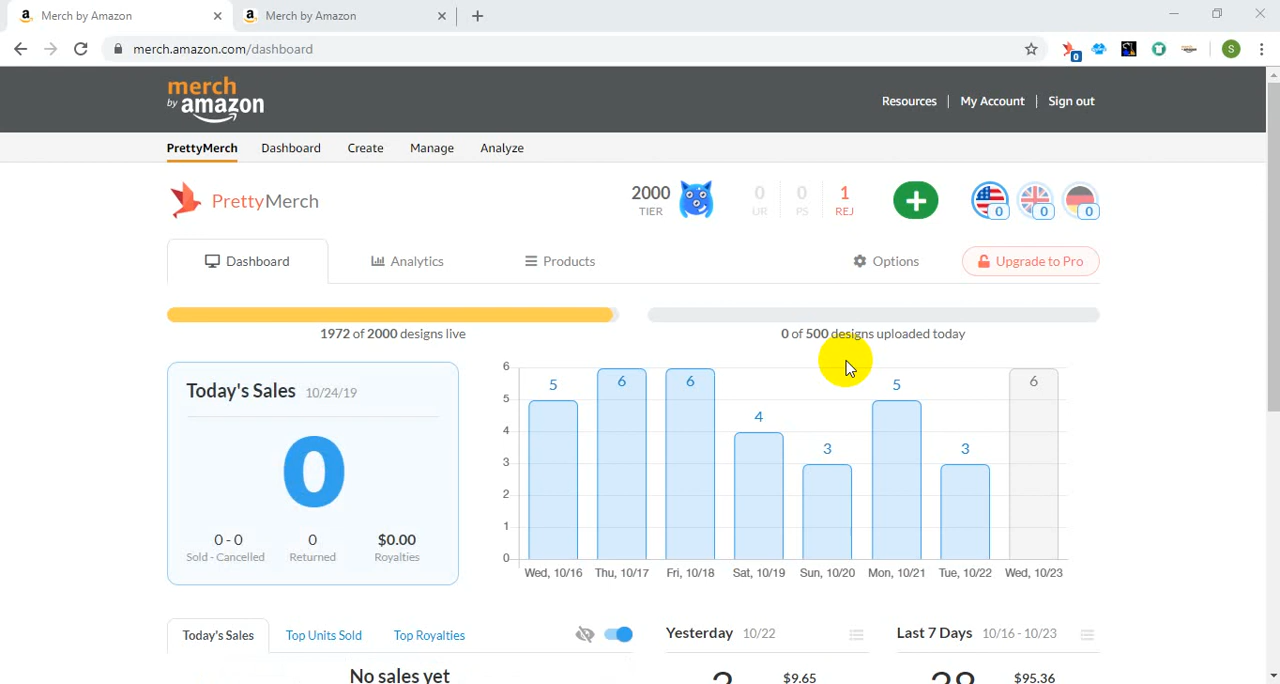 Merch by Amazon
Merch by Amazon
merch.amazon.com/dashboard
0
S
merch
by amazon
Resources
My Account
Sign out
PrettyMerch
Dashboard
Create
Manage
Analyze
PrettyMerch
2000
TIER
0
UR
0
PS
1
REJ
0
0
0
Dashboard
Analytics
Products
Options
Upgrade to Pro
1972 of 2000 designs live
0 of 500 designs uploaded today
Today's Sales 10/24/19
0
0 - 0
Sold - Cancelled
0
Returned
$0.00
Royalties
6
5
4
3
2
1
0
5
6
6
4
3
5
3
6
Wed, 10/16
Thu, 10/17
Fri, 10/18
Sat, 10/19
Sun, 10/20
Mon, 10/21
Tue, 10/22
Wed, 10/23
Today's Sales
Top Units Sold
Top Royalties
No sales yet
Yesterday 10/22
$9.65
Last 7 Days 10/16 - 10/23
$95.36